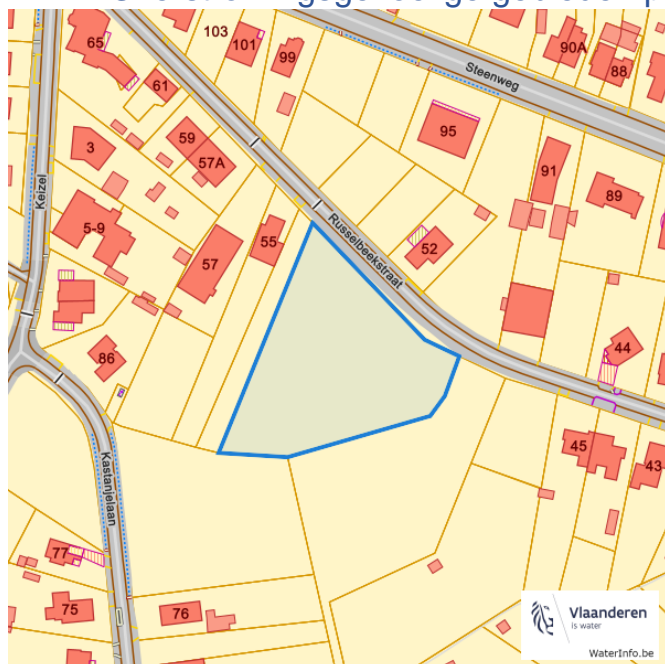 65
103
101
99
90A
88
Steenweg
61
59
57A
95
3
91
89
Keizel
5-9
57
55
Russelbeekstraat
52
86
44
45
43
Kastanjelaan
77
75
76
Vlaanderen
is water
WaterInfo.be